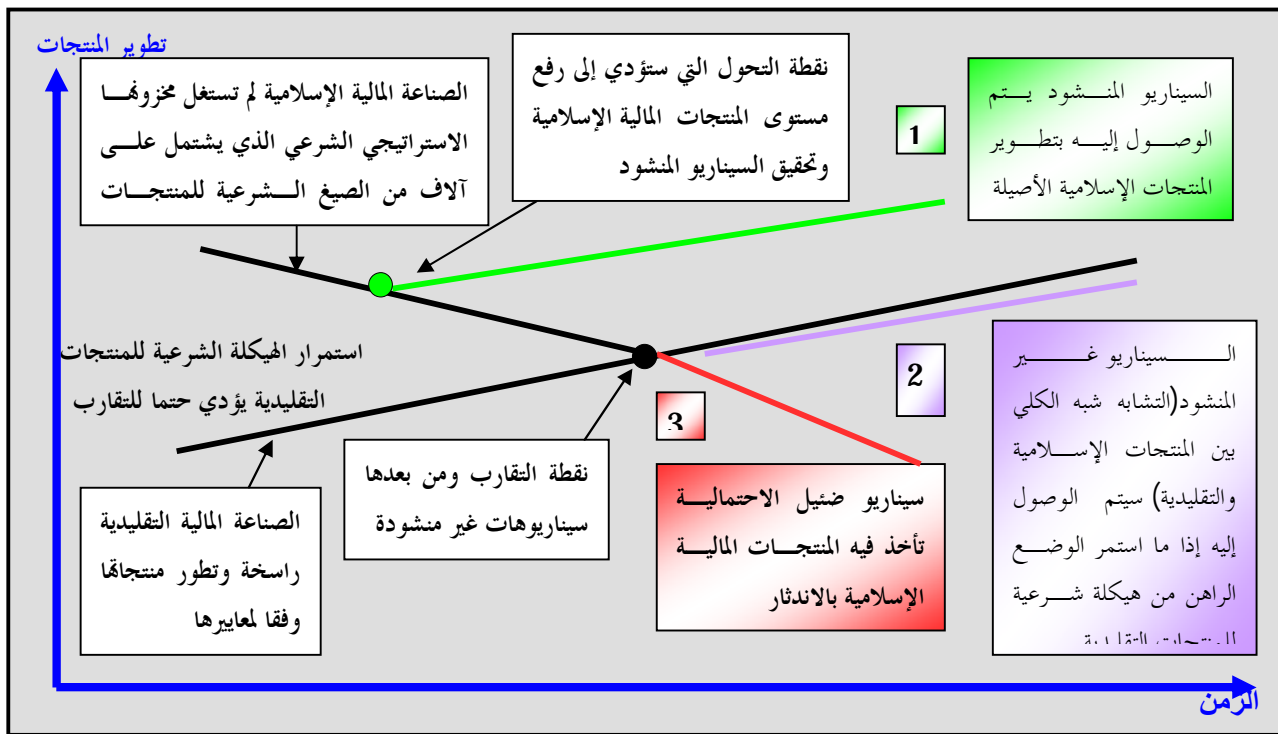 تطوير المنتجات
الصناعة المالية الإسلامية لم تستغل مخزونها
الاستراتيجي الشرعي الذي يشتمل على
آلاف من الصيغ الشرعية للمنتجات
نقطة التحول التي ستؤدي إلى رفع
مستوى المنتجات المالية الإسلامية
وتحقيق السيناريو المنشود
1
السيناريو المنشود يتم
الوصول إليه بتطوير
المنتجات الإسلامية الأصيلة
استمرار الهيكلة الشرعية للمنتجات
التقليدية يؤدي حتما للتقارب
2
السيناريو غير
المنشود(التشابه شبه الكلي
بين المنتجات الإسلامية
والتقليدية) سيتم الوصول
إليه إذا ما استمر الوضع
الراهن من هيكلة شرعية
للمنتجات التقليدية
3
نقطة التقارب ومن بعدها
سيناريوهات غير منشودة
سيناريو ضئيل الاحتمالية
تأخذ فيه المنتجات المالية
الإسلامية بالاندثار
الصناعة المالية التقليدية
راسخة وتطور منتجاتها
وفقا لمعاييرها
الزمن